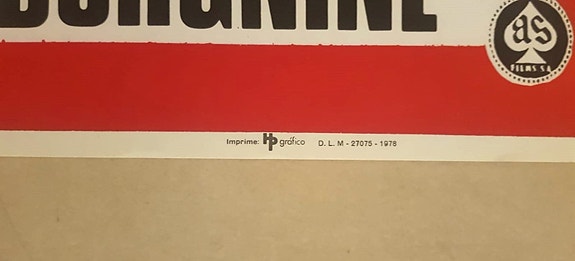 BORGNINE
as
FILMS S.A.
Imprime: HP gráfico D. L. M - 27075 - 1978